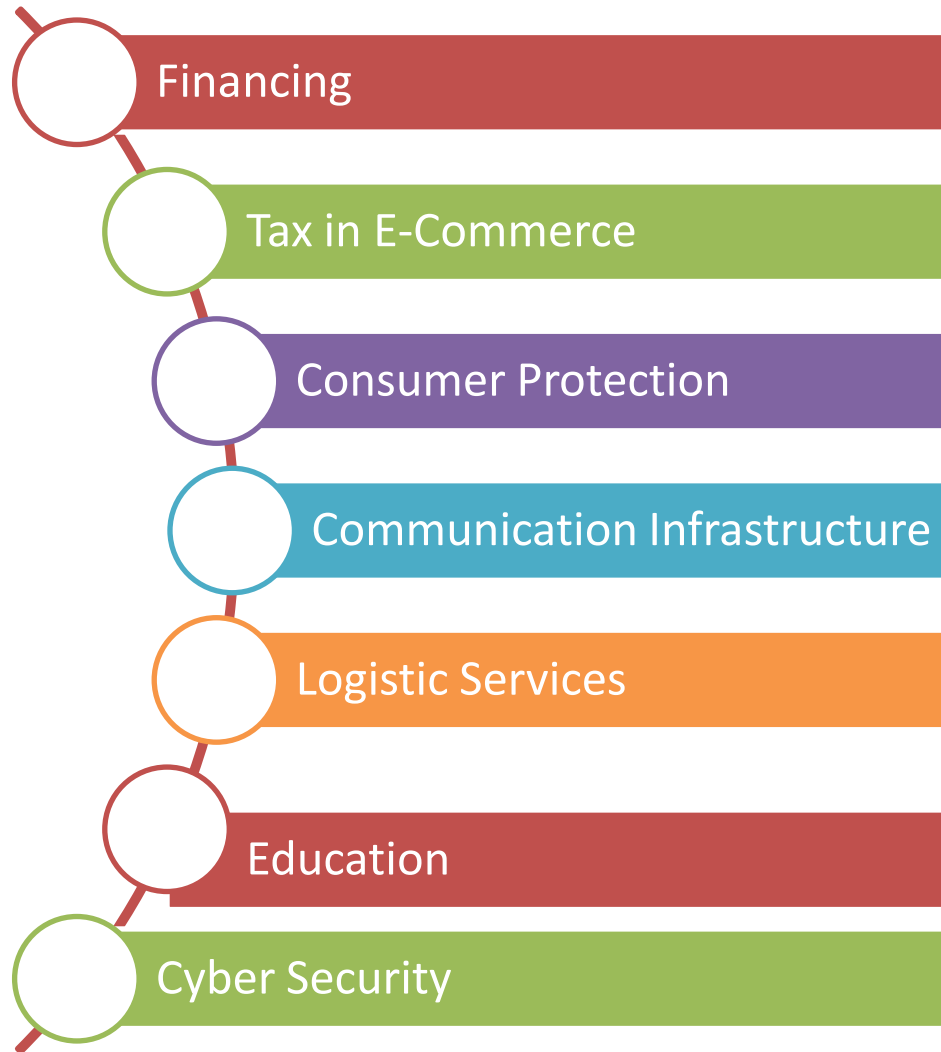 Financing
Tax in E-Commerce
Consumer Protection
Communication Infrastructure
Logistic Services
Education
Cyber Security